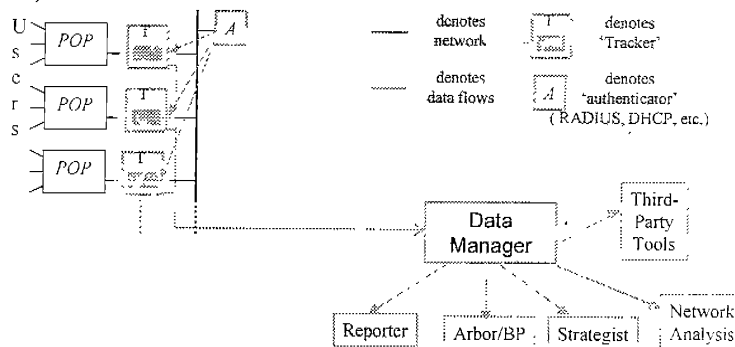 Users
POP
T
A
POP
T
POP
T
denotes
network
denotes
data flows
T
denotes
"Tracker"
A
denotes
"authenticator"
( RADIUS, DHCP, etc.)
Data
Manager
Third-
Party
Tools
Reporter
Arbor/BP
Strategist
Network
Analysis